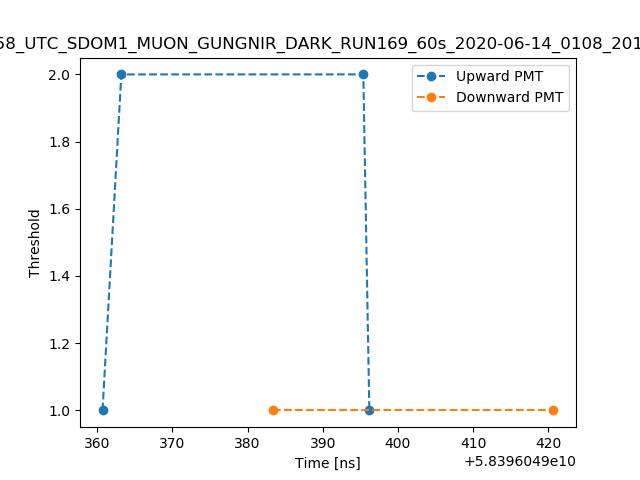 58_UTC_SDOM1_MUON_GUNGNIR_DARK_RUN169_60s_2020-06-14_0108_201
Upward PMT
Downward PMT
2.0
1.8
1.6
1.4
1.2
1.0
Threshold
360 370 380 390 400 410 420
Time [ns]
+5.8396049e10